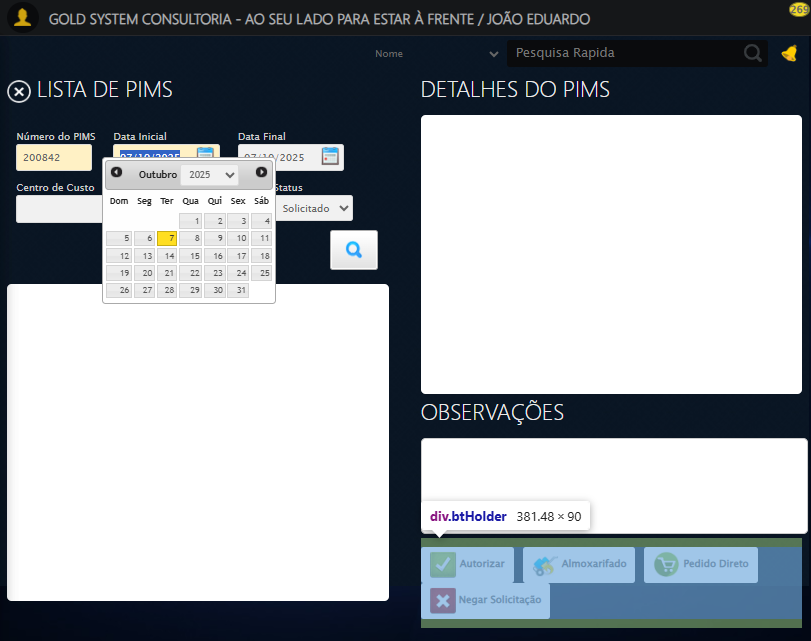 GOLD SYSTEM CONSULTORIA - AO SEU LADO PARA ESTAR À FRENTE / JOÃO EDUARDO
269
Nome
Pesquisa Rapida
LISTA DE PIMS
DETALHES DO PIMS
Número do PIMS
Data Inicial
Data Final
200842
07/10/2025
07/10/2025
Centro de Custo
Status
Solicitado
Outubro 2025
Dom Seg Ter Qua Qui Sex Sáb
1 2 3 4
5 6 7 8 9 10 11
12 13 14 15 16 17 18
19 20 21 22 23 24 25
26 27 28 29 30 31
OBSERVAÇÕES
div.btHolder 381.48 × 90
Autorizar
Almoxarifado
Pedido Direto
Negar Solicitação